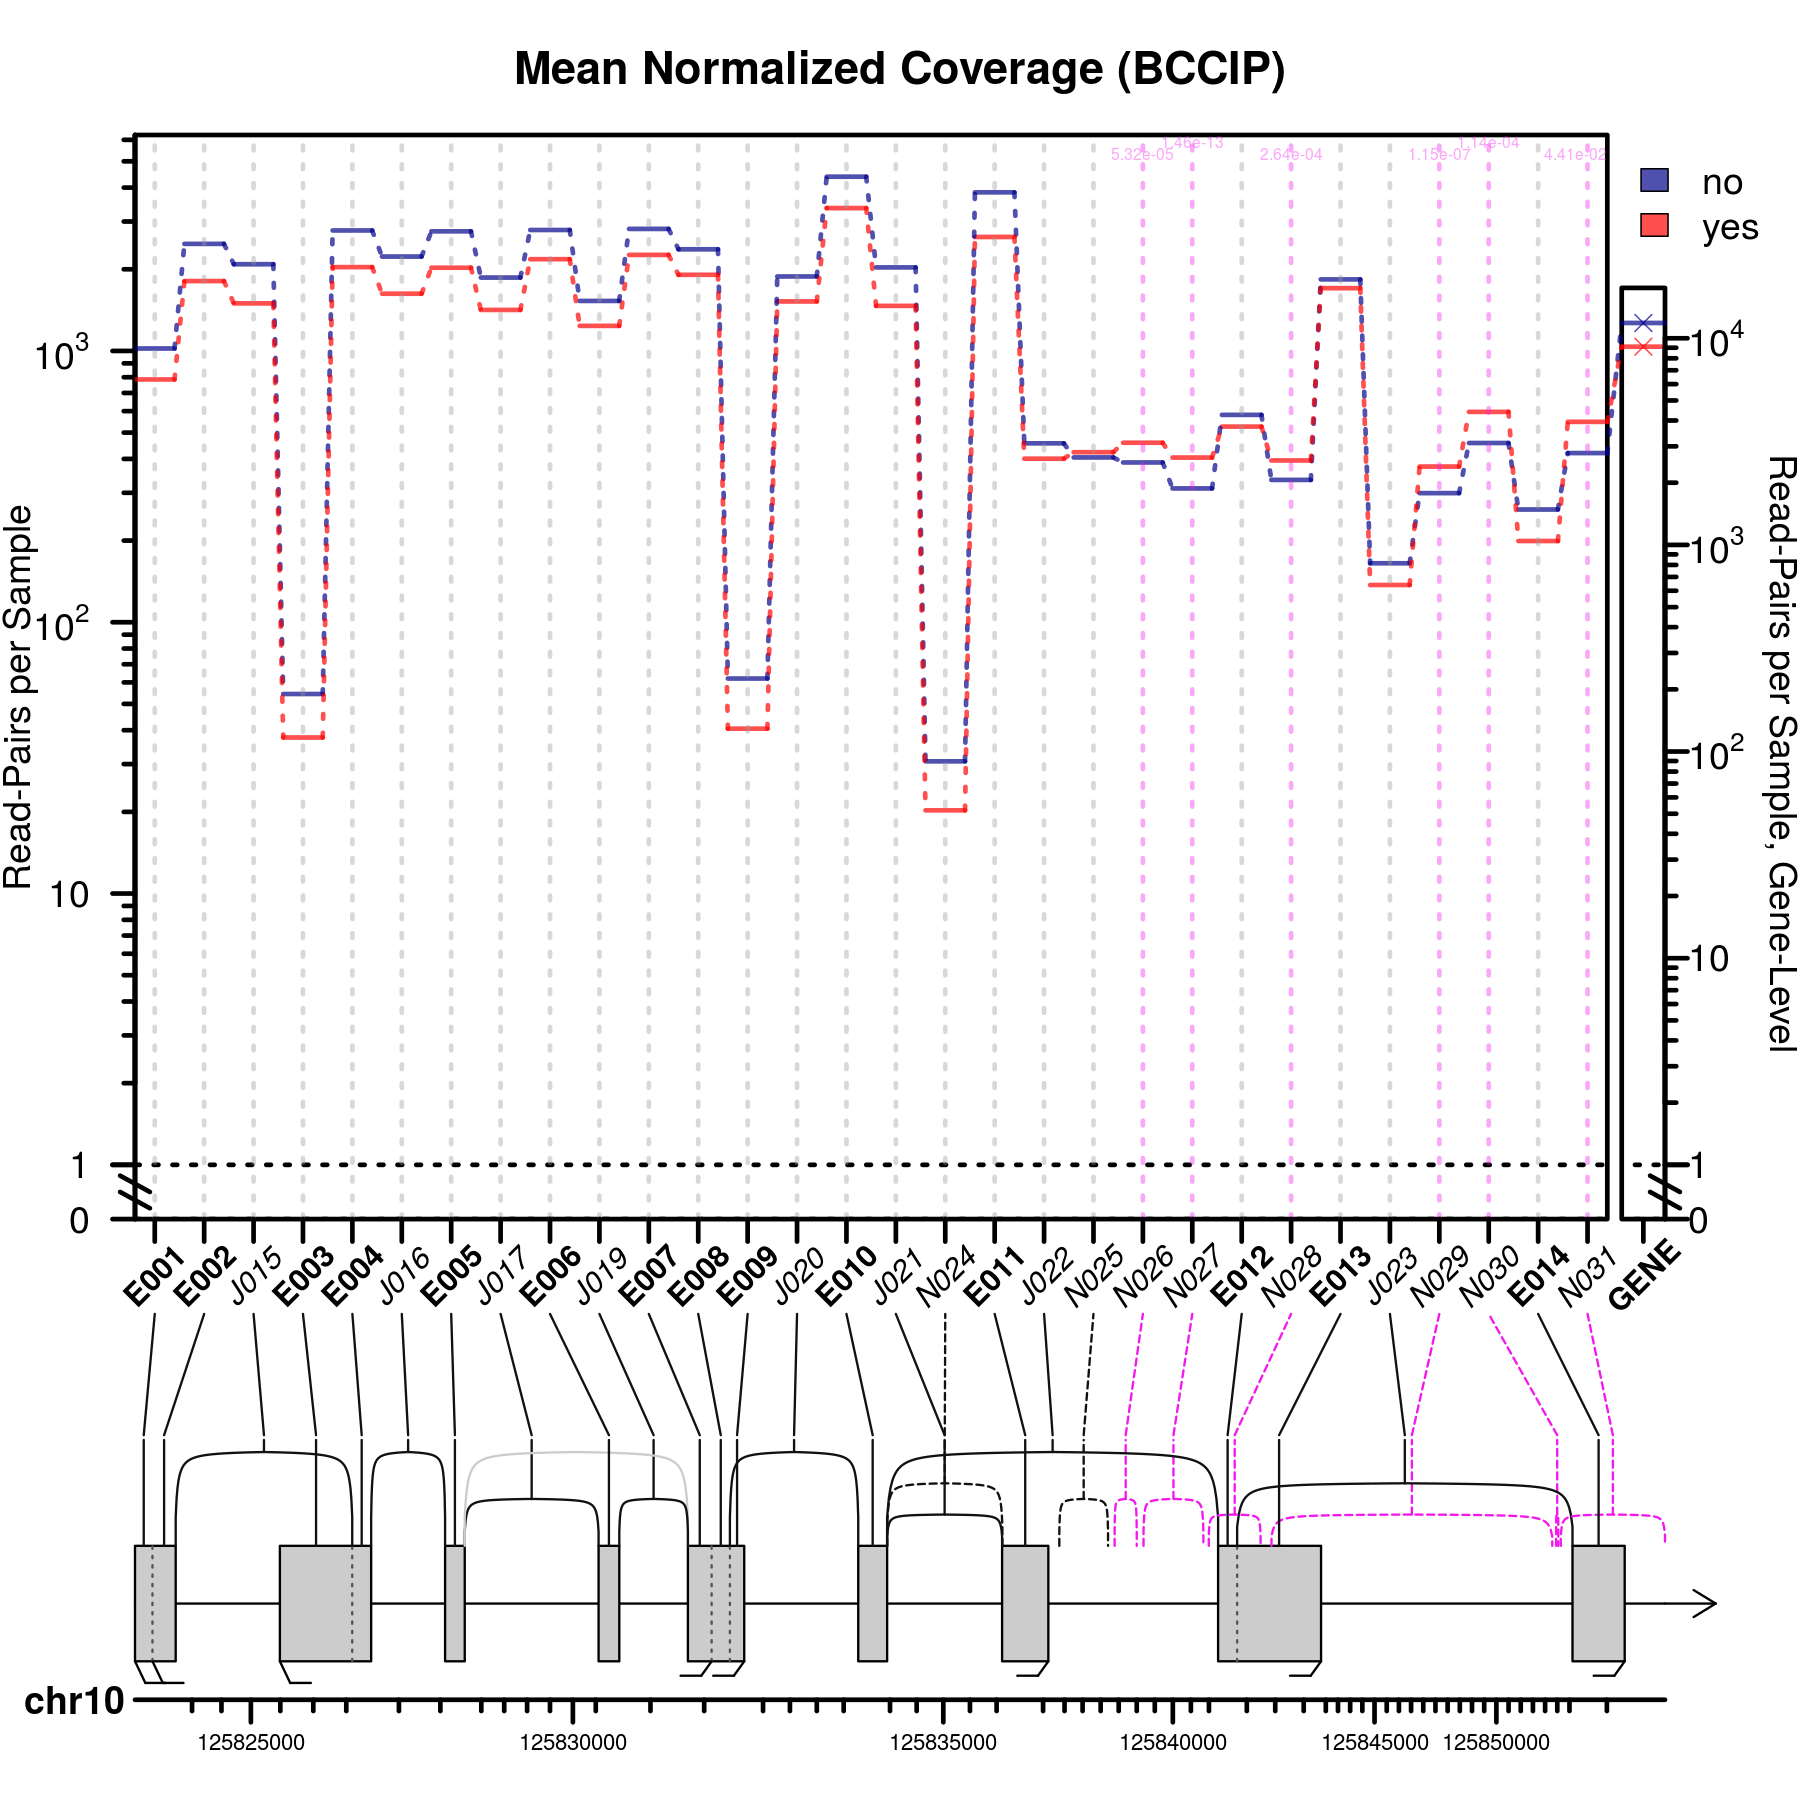 Mean Normalized Coverage (BCCIP)
5.32e-05 1.46e-13 2.64e-04 1.15e-07 1.14e-04 4.41e-02
no
yes
Read-Pairs per Sample
10³
10²
10
1
0
10⁴
10³
10²
10
1
0
Read-Pairs per Sample, Gene-Level
E001 E002 J015 E003 E004 J016 E005 J017 E006 J019 E007 E008 E009 J020 E010 J021 N024 E011 J022 N025 N026 N027 E012 N028 E013 J023 N029 N030 E014 N031 GENE
chr10
125825000 125830000 125835000 125840000 125845000 125850000